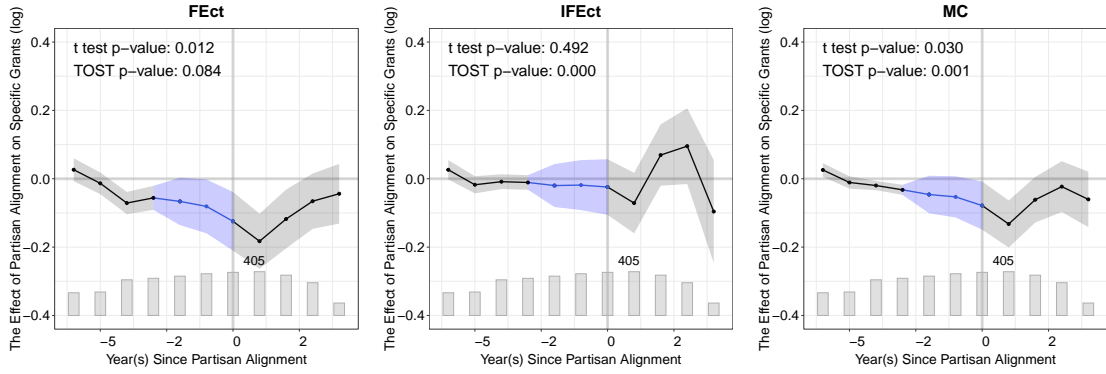 FEct
The Effect of Partisan Alignment on Specific Grants (log)
t test p−value: 0.012
TOST p−value: 0.084
0.4
0.2
0.0
−0.2
−0.4
405
−5 −2 0 2
Year(s) Since Partisan Alignment
IFEct
The Effect of Partisan Alignment on Specific Grants (log)
t test p−value: 0.492
TOST p−value: 0.000
0.4
0.2
0.0
−0.2
−0.4
405
−5 −2 0 2
Year(s) Since Partisan Alignment
MC
The Effect of Partisan Alignment on Specific Grants (log)
t test p−value: 0.030
TOST p−value: 0.001
0.4
0.2
0.0
−0.2
−0.4
405
−5 −2 0 2
Year(s) Since Partisan Alignment